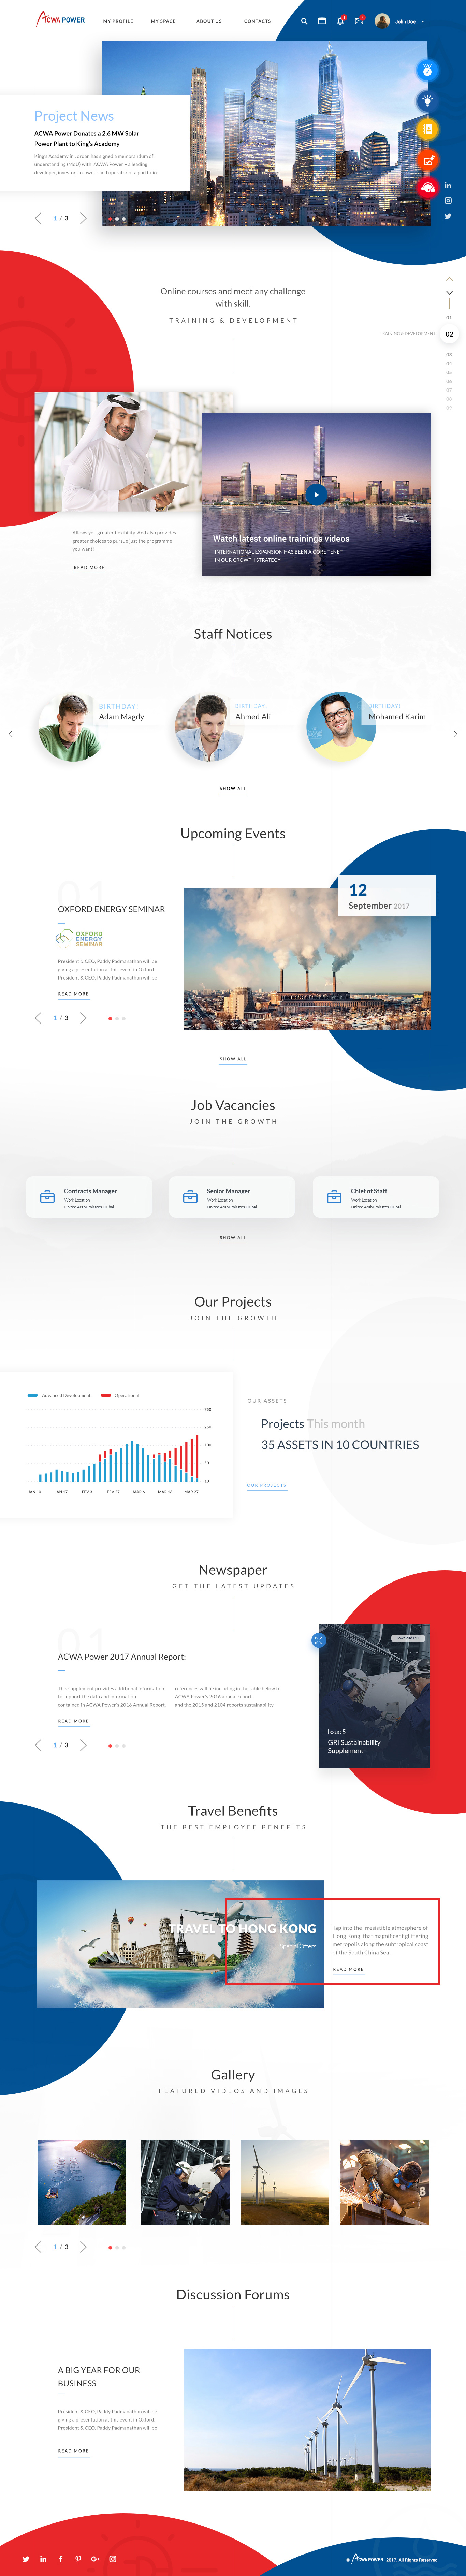 ACWA POWER
MY PROFILE
MY SPACE
ABOUT US
CONTACTS
John Doe
Project News
ACWA Power Donates a 2.6 MW Solar
Power Plant to King's Academy
King's Academy in Jordan has signed a memorandum of
understanding (MoU) with ACWA Power – a leading
developer, investor, co-owner and operator of a portfolio
1 / 3
Online courses and meet any challenge
with skill.
TRAINING & DEVELOPMENT
01
TRAINING & DEVELOPMENT 02
03
04
05
06
07
08
09
Allows you greater flexibility, And also provides
greater choices to pursue just the programme
you want!
READ MORE
Watch latest online trainings videos
INTERNATIONAL EXPANSION HAS BEEN A CORE TENET
IN OUR GROWTH STRATEGY
Staff Notices
BIRTHDAY!
Adam Magdy
BIRTHDAY!
Ahmed Ali
BIRTHDAY!
Mohamed Karim
SHOW ALL
Upcoming Events
01
OXFORD ENERGY SEMINAR
OXFORD
ENERGY
SEMINAR
President & CEO, Paddy Padmanathan will be
giving a presentation at this event in Oxford
President & CEO, Paddy Padmanathan will be
READ MORE
1 / 3
12
September 2017
SHOW ALL
Job Vacancies
JOIN THE GROWTH
Contracts Manager
Work Location
United Arab Emirates-Dubai
Senior Manager
Work Location
United Arab Emirates-Dubai
Chief of Staff
Work Location
United Arab Emirates-Dubai
SHOW ALL
Our Projects
JOIN THE GROWTH
Advanced Development
Operational
750
250
100
50
10
JAN 10
JAN 17
FEV 3
FEV 27
MAR 6
MAR 16
MAR 27
OUR ASSETS
Projects This month
35 ASSETS IN 10 COUNTRIES
OUR PROJECTS
Newspaper
GET THE LATEST UPDATES
01
ACWA Power 2017 Annual Report:
This supplement provides additional information
to support the data and information
contained in ACWA Power's 2016 Annual Report.
references will be including in the table below to
ACWA Power's 2016 annual report
and the 2015 and 2104 reports sustainability
READ MORE
1 / 3
Download PDF
Issue 5
GRI Sustainability
Supplement
Travel Benefits
THE BEST EMPLOYEE BENEFITS
TRAVEL TO HONG KONG
Offers
Tap into the irresistible atmosphere of
Hong Kong, that magnificent glittering
metropolis along the subtropical coast
of the South China Sea!
READ MORE
Gallery
FEATURED VIDEOS AND IMAGES
1 / 3
Discussion Forums
A BIG YEAR FOR OUR
BUSINESS
President & CEO, Paddy Padmanathan will be
giving a presentation at this event in Oxford
President & CEO, Paddy Padmanathan will be
READ MORE
© ACWA POWER 2017. All Rights Reserved.